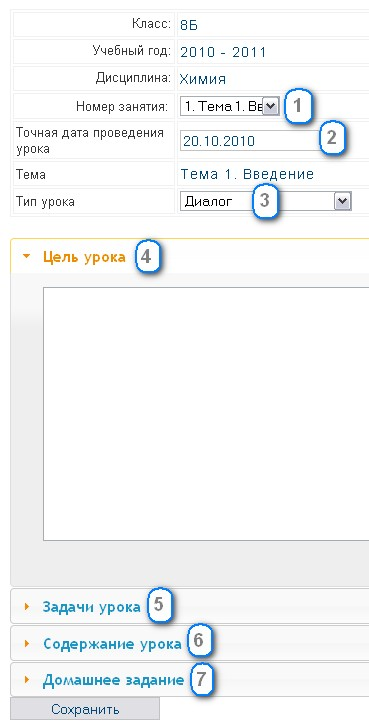 Класс: 8Б
Учебный год: 2010 - 2011
Дисциплина: Химия
Номер занятия: 1. Тема 1. Вв 1
Точная дата проведения
урока 20.10.2010 2
Тема Тема 1. Введение
Тип урока Диалог 3
Цель урока 4
Задачи урока 5
Содержание урока 6
Домашнее задание 7
Сохранить